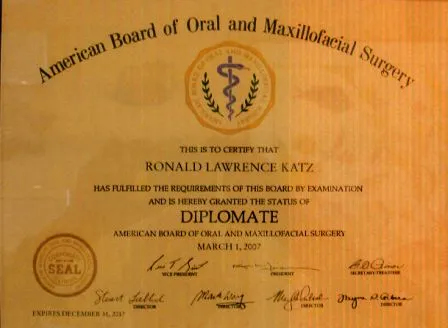 American Board of Oral and Maxillofacial Surgery
THIS IS TO CERTIFY THAT
RONALD LAWRENCE KATZ
HAS FULFILLED THE REQUIREMENTS OF THIS BOARD BY EXAMINATION
AND IS HEREBY GRANTED THE STATUS OF
DIPLOMATE
AMERICAN BOARD OF ORAL AND MAXILLOFACIAL SURGERY
MARCH 1, 2007
VICE-PRESIDENT
PRESIDENT
SECRETARY/TREASURER
SEAL
DIRECTOR
DIRECTOR
DIRECTOR
DIRECTOR
EXPIRES DECEMBER 31, 2017